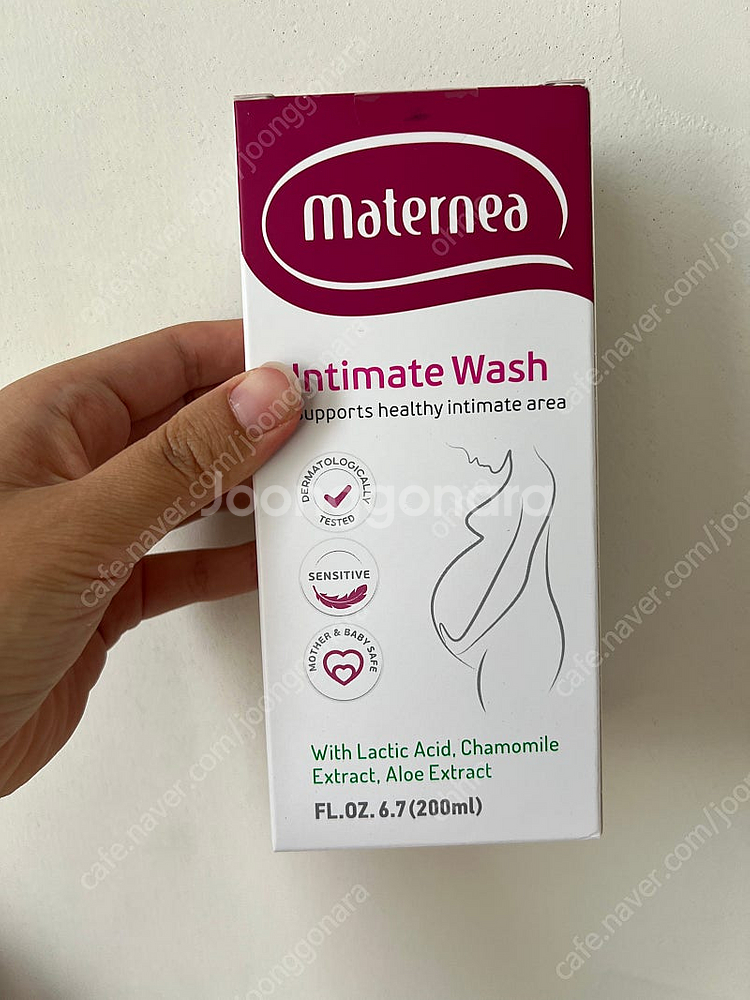 maternea
Intimate Wash
supports healthy intimate area
DERMATOLOGICALLY
TESTED
SENSITIVE
MOTHER & BABY SAFE
With Lactic Acid, Chamomile
Extract, Aloe Extract
FL.OZ. 6.7 (200ml)
Joonggonara
cafe.naver.com/joonggonara